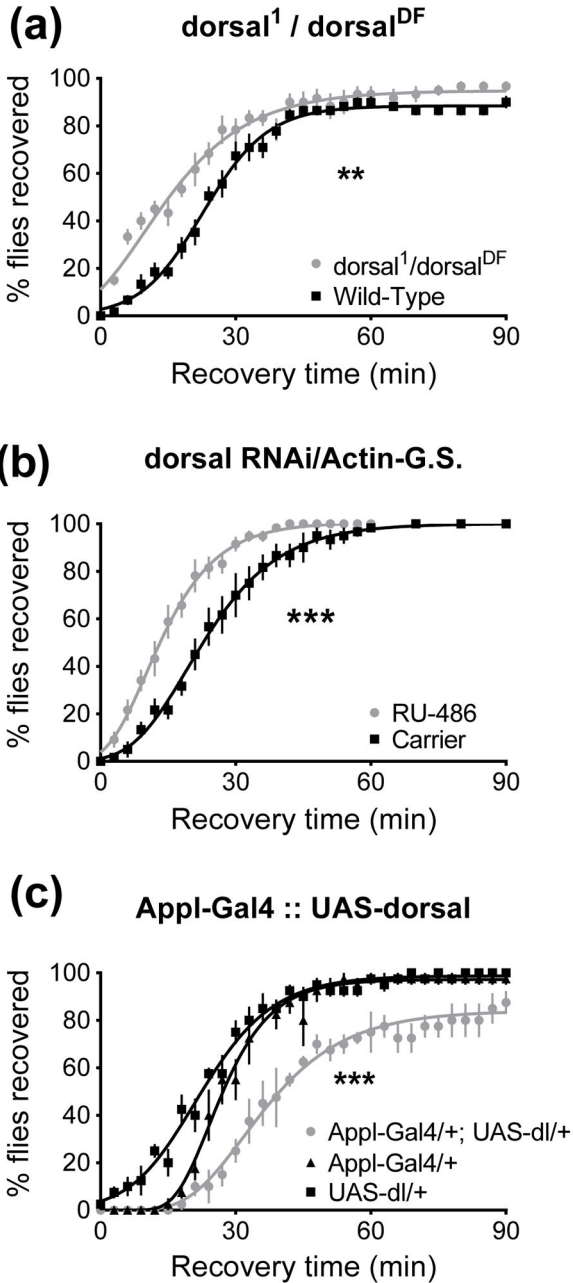 (a)
dorsal¹ / dorsalᴰꟳ
% flies recovered
100
80
60
40
20
0
**
dorsal¹/dorsalᴰꟳ
Wild-Type
0 30 60 90
Recovery time (min)
(b)
dorsal RNAi/Actin-G.S.
% flies recovered
100
80
60
40
20
0
***
RU-486
Carrier
0 30 60 90
Recovery time (min)
(c)
Appl-Gal4 :: UAS-dorsal
% flies recovered
100
80
60
40
20
0
***
Appl-Gal4/+; UAS-dl/+
Appl-Gal4/+
UAS-dl/+
0 30 60 90
Recovery time (min)